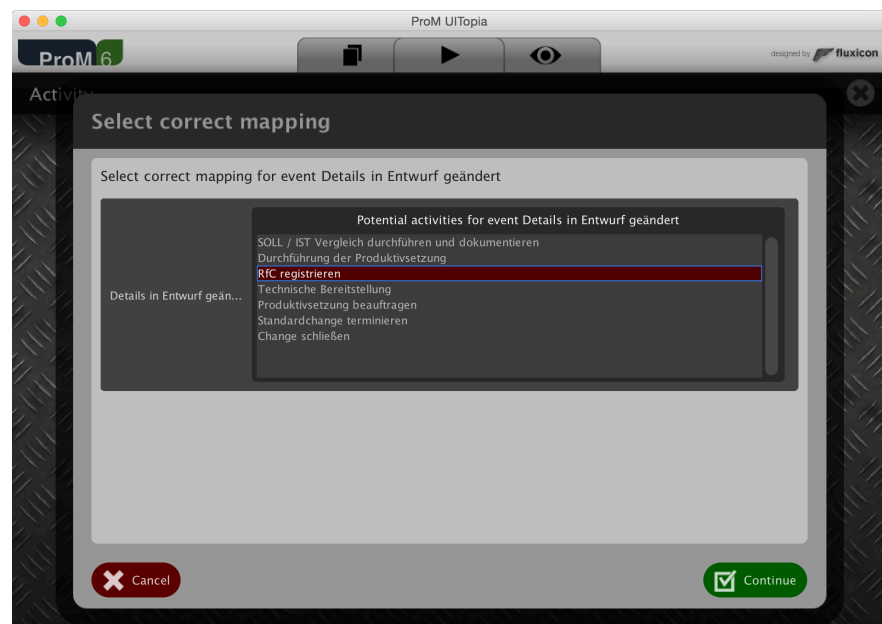 ProM UITopia
ProM 6
designed by fluxicon
Activity
Select correct mapping
Select correct mapping for event Details in Entwurf geändert
Potential activities for event Details in Entwurf geändert
Details in Entwurf geän...
SOLL / IST Vergleich durchführen und dokumentieren
Durchführung der Produktivsetzung
RfC registrieren
Technische Bereitstellung
Produktivsetzung beauftragen
Standardchange terminieren
Change schließen
Cancel
Continue